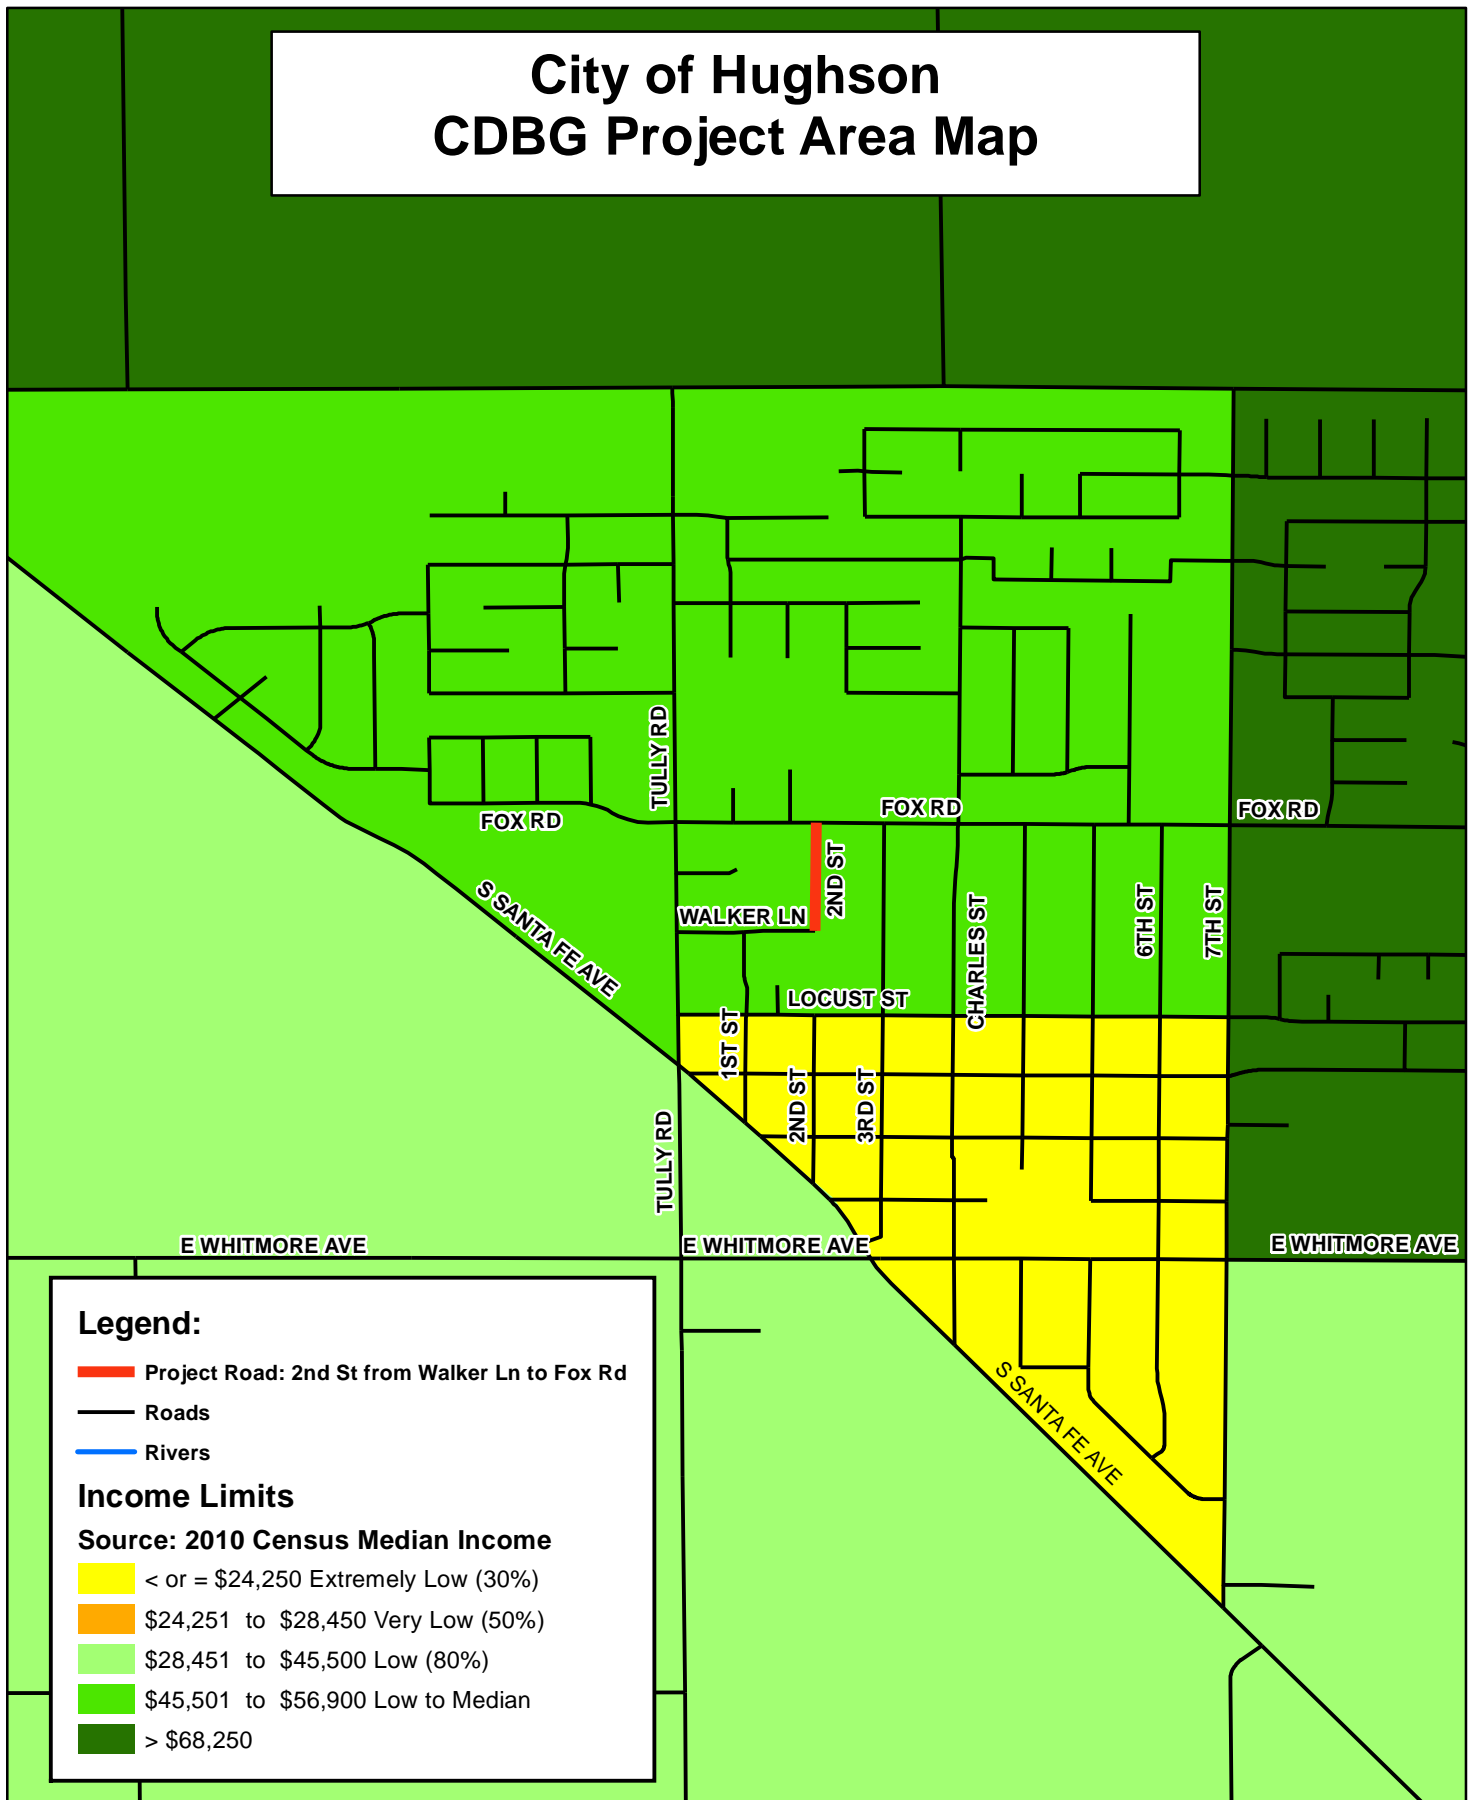 City of Hughson
CDBG Project Area Map
TULLY RD
FOX RD
FOX RD
FOX RD
2ND ST
WALKER LN
S SANTA FE AVE
CHARLES ST
6TH ST
7TH ST
LOCUST ST
1ST ST
2ND ST
3RD ST
TULLY RD
E WHITMORE AVE
E WHITMORE AVE
E WHITMORE AVE
S SANTA FE AVE
Legend:
Project Road: 2nd St from Walker Ln to Fox Rd
Roads
Rivers
Income Limits
Source: 2010 Census Median Income
< or = $24,250 Extremely Low (30%)
$24,251 to $28,450 Very Low (50%)
$28,451 to $45,500 Low (80%)
$45,501 to $56,900 Low to Median
> $68,250